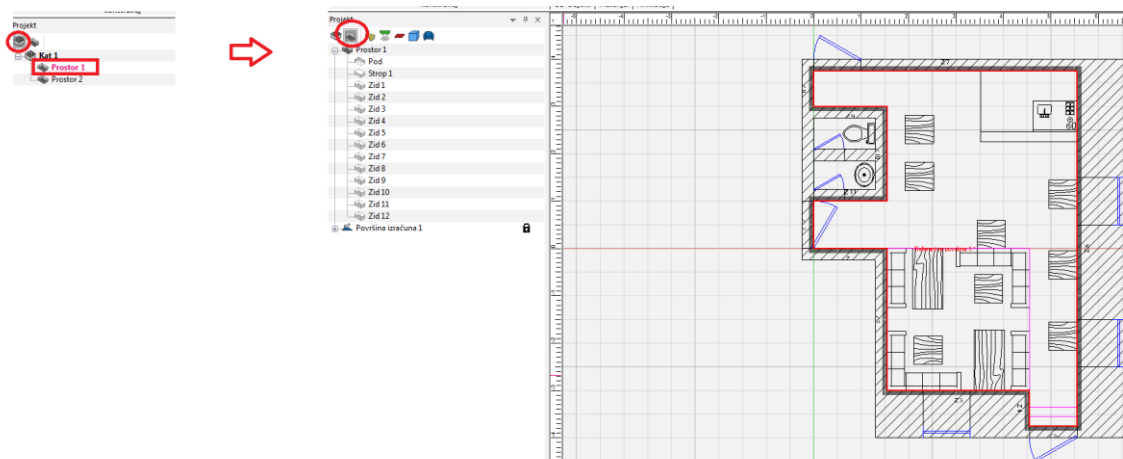 Projekt
Kat 1
Prostor 1
Prostor 2
Projekt
Prostor 1
Pod
Strop 1
Zid 1
Zid 2
Zid 3
Zid 4
Zid 5
Zid 6
Zid 7
Zid 8
Zid 9
Zid 10
Zid 11
Zid 12
Površina izračuna 1